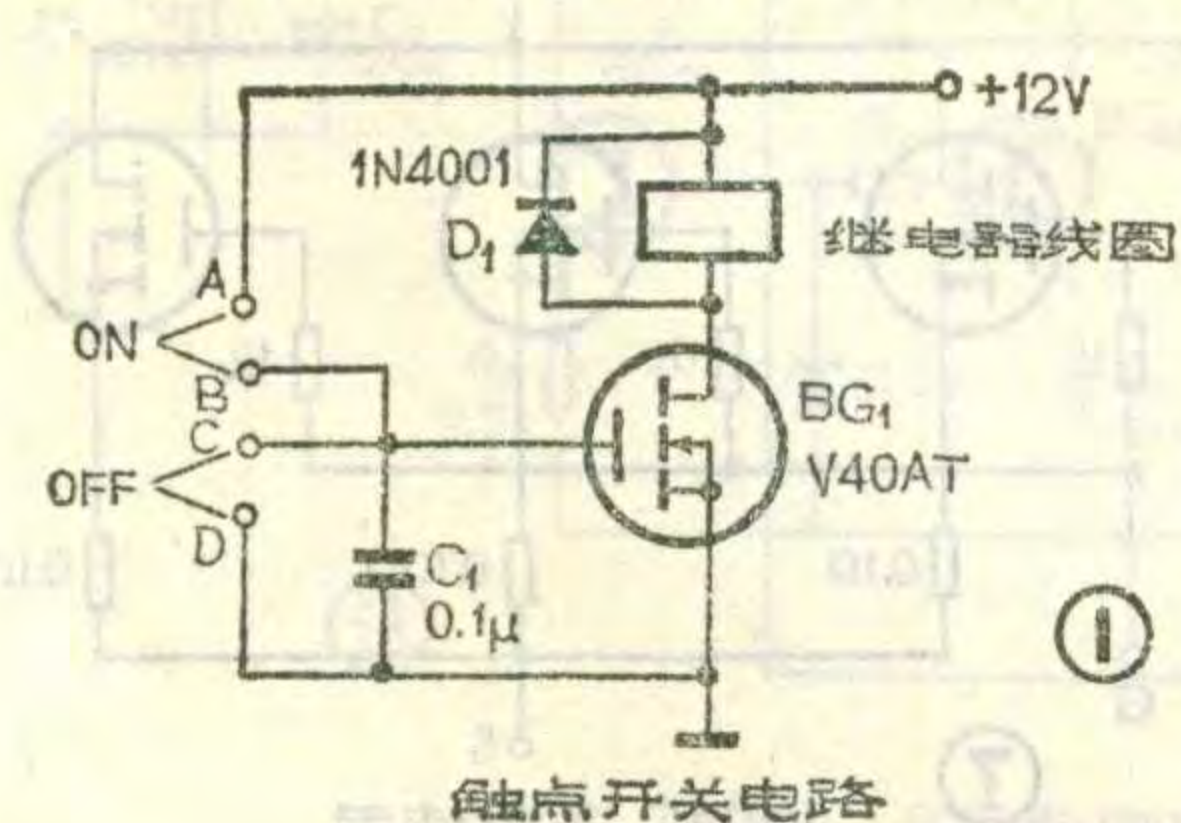 +12V
1N4001
D₁
继电器线圈
A
ON
B
C
OFF
D
BG₁
V40AT
C₁
0.1μ
①
触点开关电路